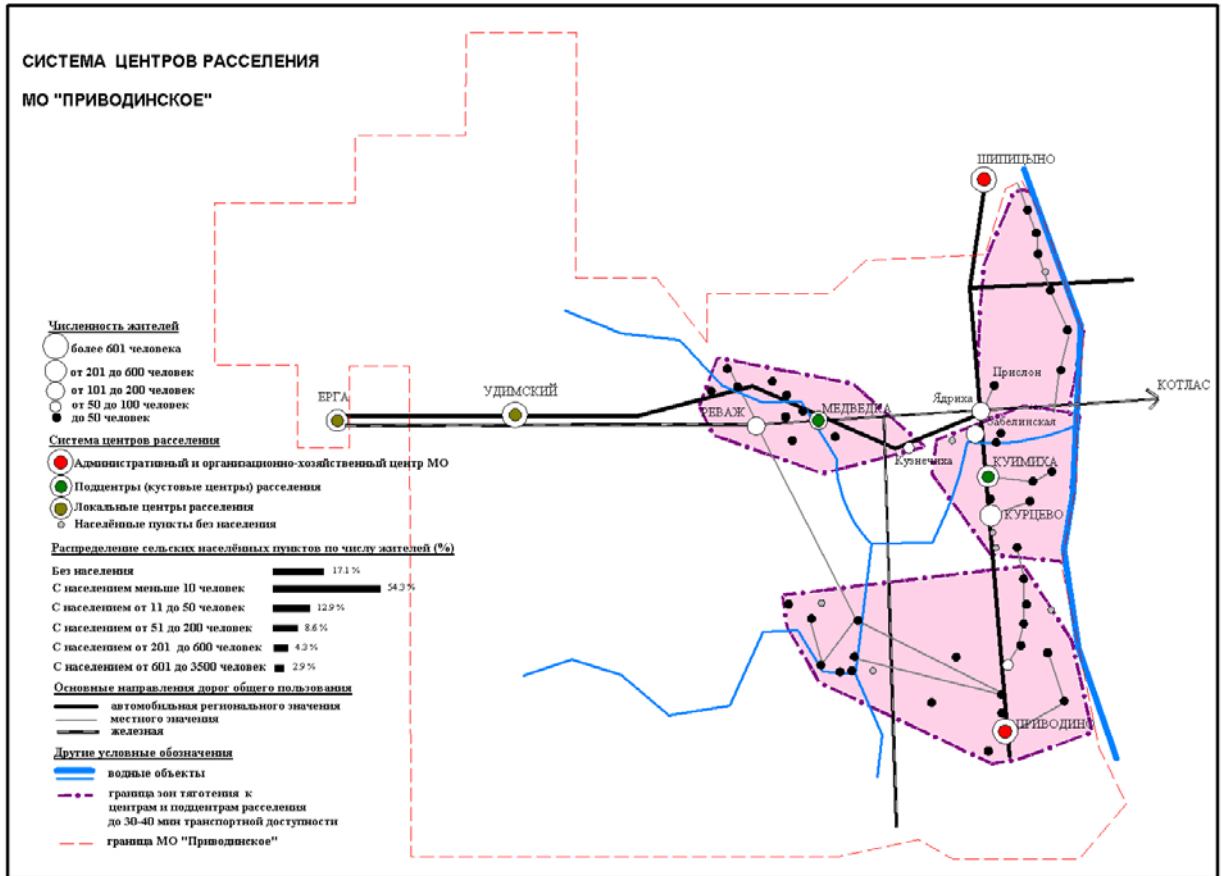 СИСТЕМА ЦЕНТРОВ РАССЕЛЕНИЯ
МО "ПРИВОДИНСКОЕ"
ШИПИЦЫНО
Прислон
КОТЛАС
Ядриха
Забелинская
КУИМИХА
КУРЦЕВО
ЕРГА
УДИМСКИЙ
РЕВАЖ
МЕДВЕДКА
Кузнечиха
ПРИВОДИНО
Численность жителей
более 601 человека
от 201 до 600 человек
от 101 до 200 человек
от 50 до 100 человек
до 50 человек
Система центров расселения
Административный и организационно-хозяйственный центр МО
Подцентры (кустовые центры) расселения
Локальные центры расселения
Населённые пункты без населения
Распределение сельских населённых пунктов по числу жителей (%)
Без населения 17.1 %
С населением меньше 10 человек 54.3 %
С населением от 11 до 50 человек 12.9 %
С населением от 51 до 200 человек 8.6 %
С населением от 201 до 600 человек 4.3 %
С населением от 601 до 3500 человек 2.9 %
Основные направления дорог общего пользования
автомобильная регионального значения
местного значения
железная
Другие условные обозначения
водные объекты
граница зон тяготения к
центрам и подцентрам расселения
до 30-40 мин транспортной доступности
граница МО "Приводинское"